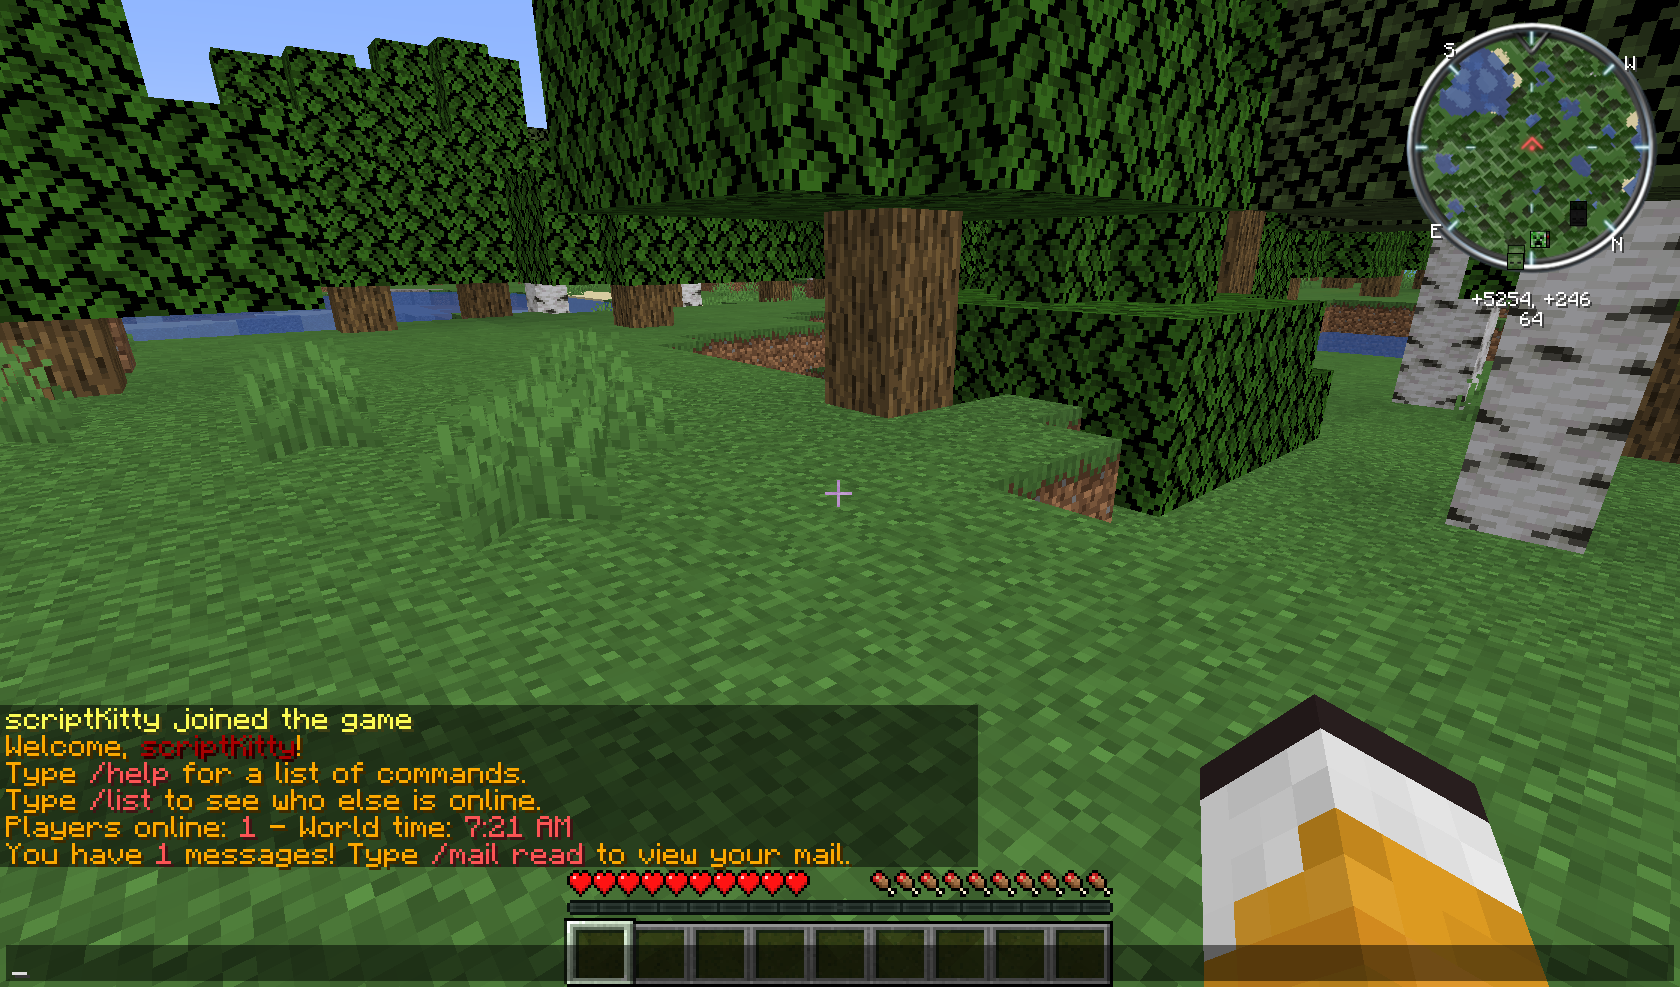 S
W
E
N
+5254, +246
64
scriptKitty joined the game
Welcome, scriptKitty!
Type /help for a list of commands.
Type /list to see who else is online.
Players online: 1 - World time: 7:21 AM
You have 1 messages! Type /mail read to view your mail.
_